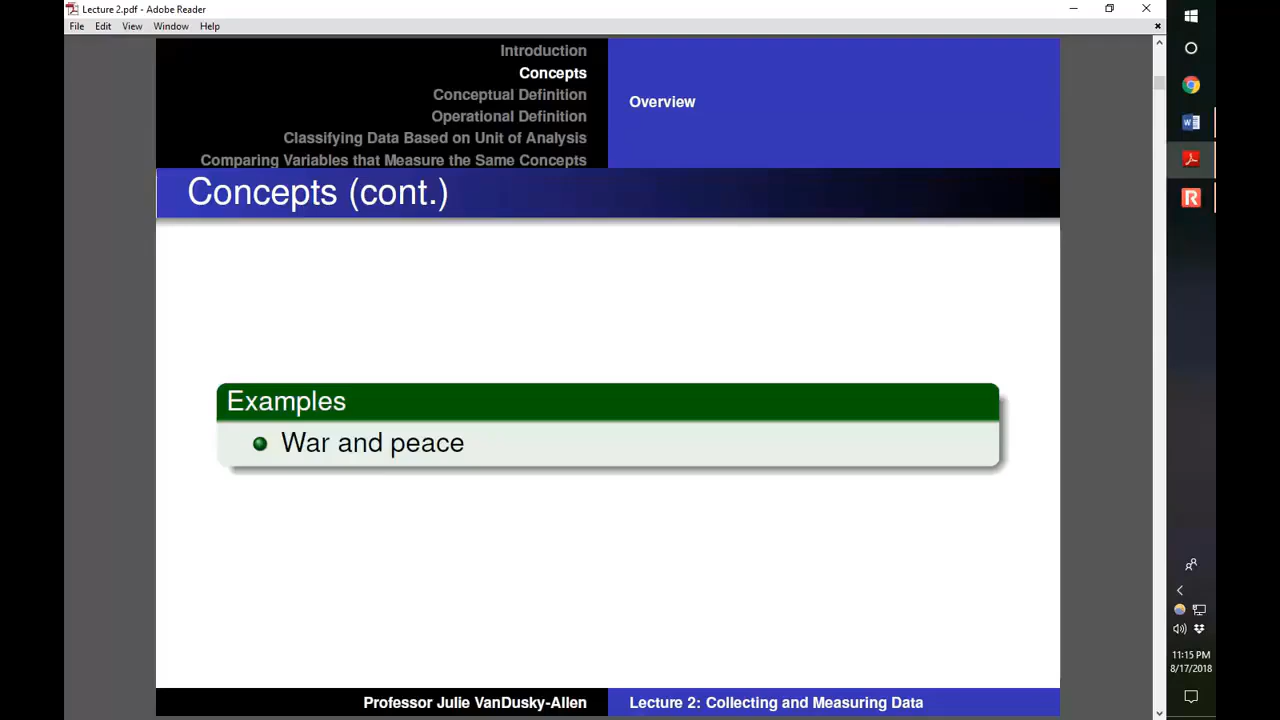 Lecture 2.pdf - Adobe Reader
File Edit View Window Help
Introduction
Concepts
Conceptual Definition
Operational Definition
Classifying Data Based on Unit of Analysis
Comparing Variables that Measure the Same Concepts
Overview
Concepts (cont.)
Examples
War and peace
Professor Julie VanDusky-Allen
Lecture 2: Collecting and Measuring Data
11:15 PM
8/17/2018